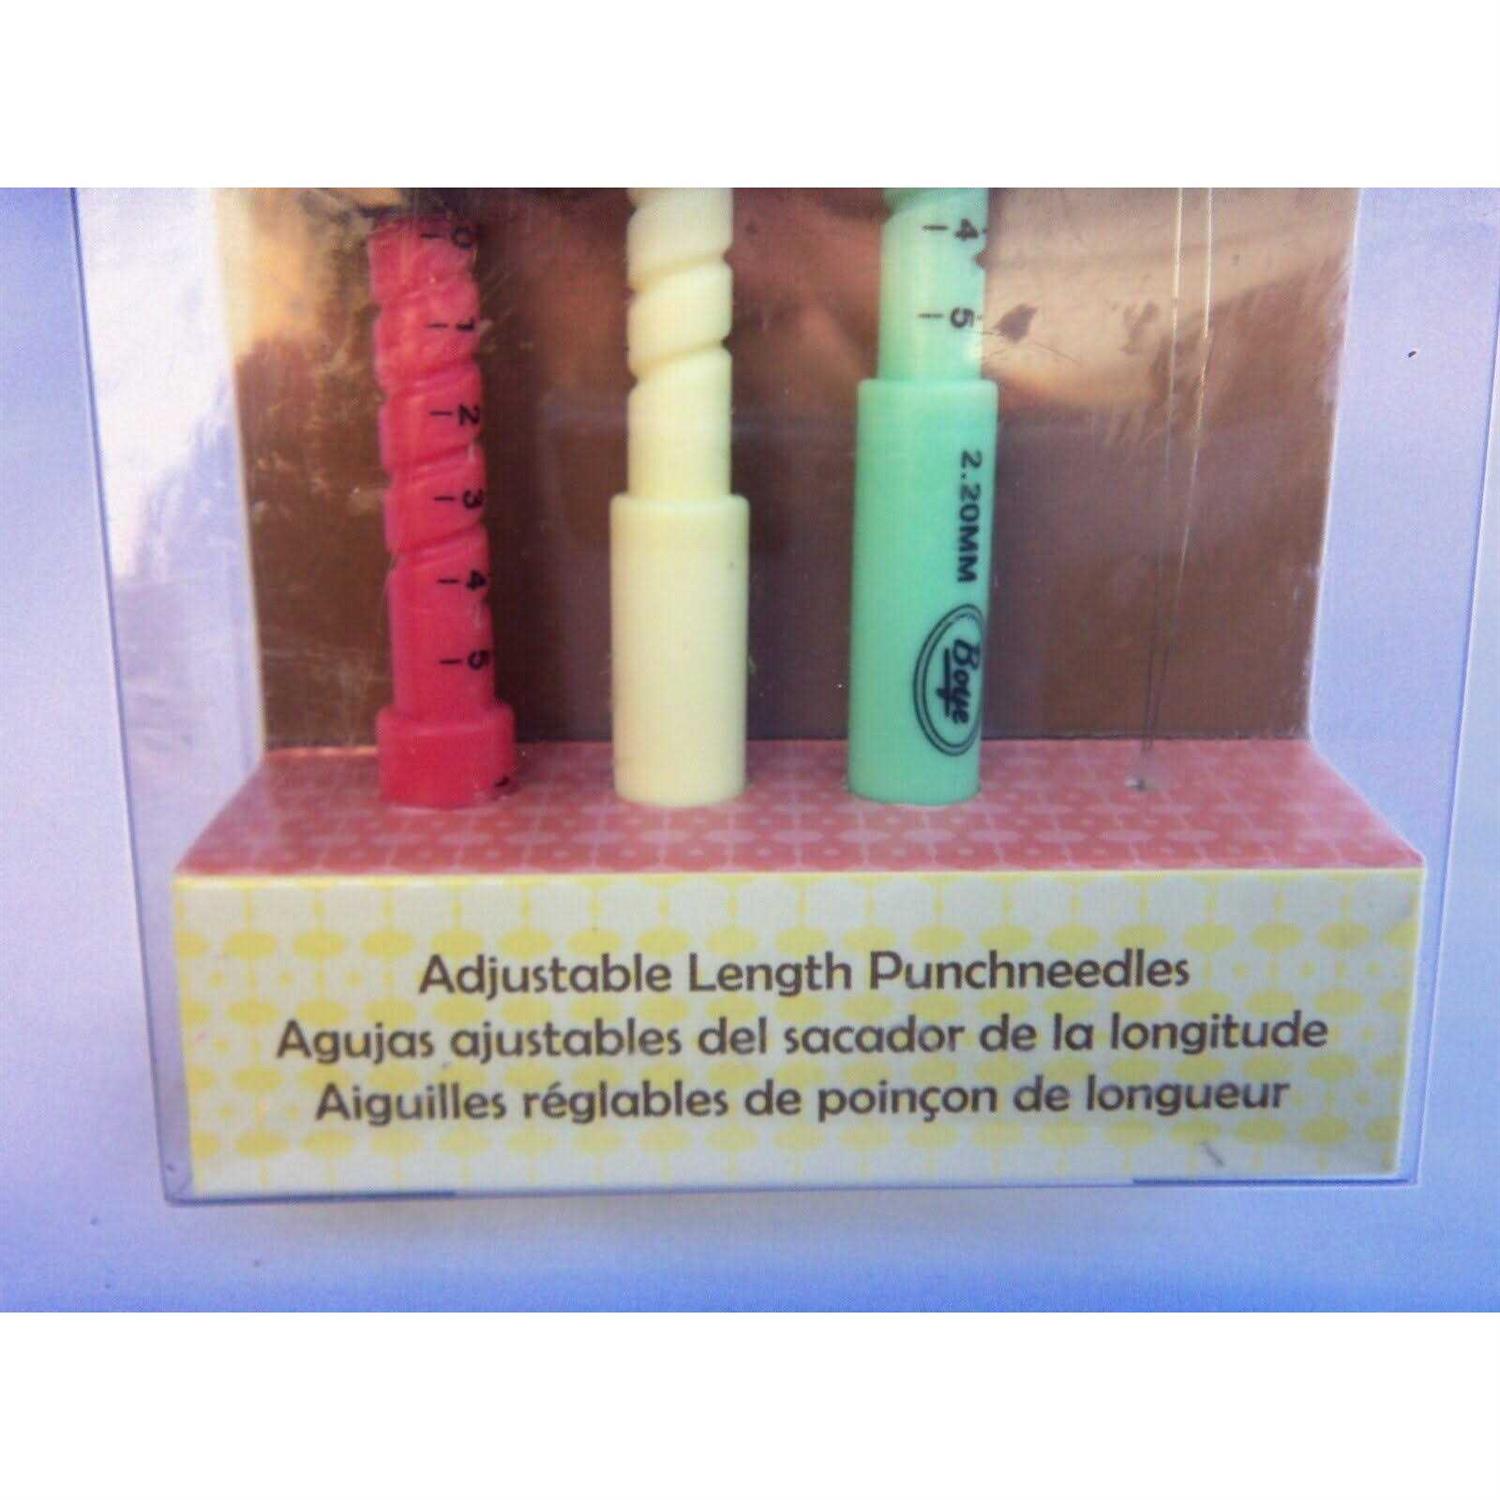 0
1
2
3
4
5
4
5
2.20MM
Boye
Adjustable Length Punchneedles
Agujas ajustables del sacador de la longitude
Aiguilles réglables de poinçon de longueur